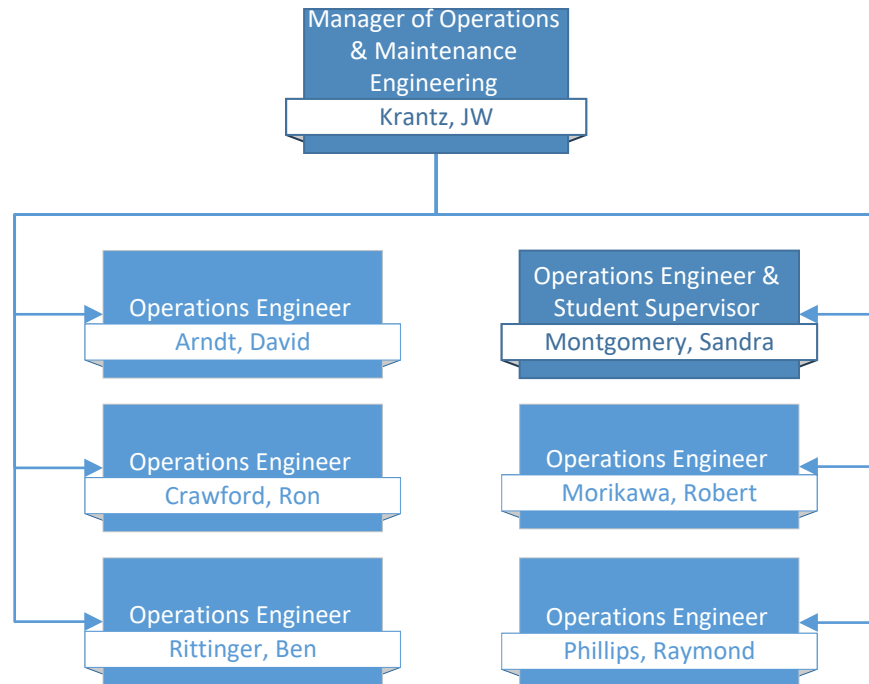 Manager of Operations
& Maintenance
Engineering
Krantz, JW
Operations Engineer
Arndt, David
Operations Engineer &
Student Supervisor
Montgomery, Sandra
Operations Engineer
Crawford, Ron
Operations Engineer
Morikawa, Robert
Operations Engineer
Rittinger, Ben
Operations Engineer
Phillips, Raymond